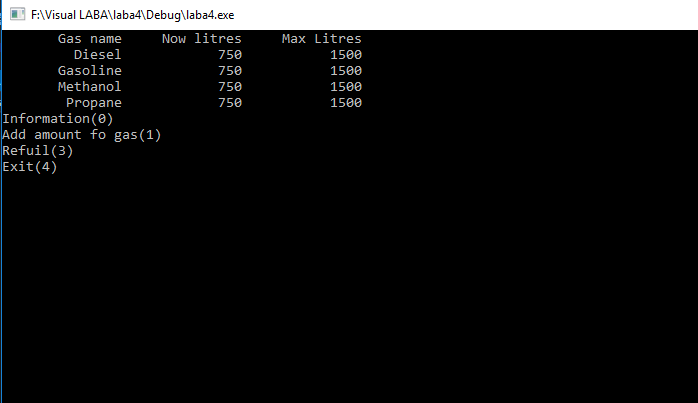 F:\Visual LABA\laba4\Debug\laba4.exe
Gas name Now litres Max Litres
Diesel 750 1500
Gasoline 750 1500
Methanol 750 1500
Propane 750 1500
Information(0)
Add amount fo gas(1)
Refuil(3)
Exit(4)